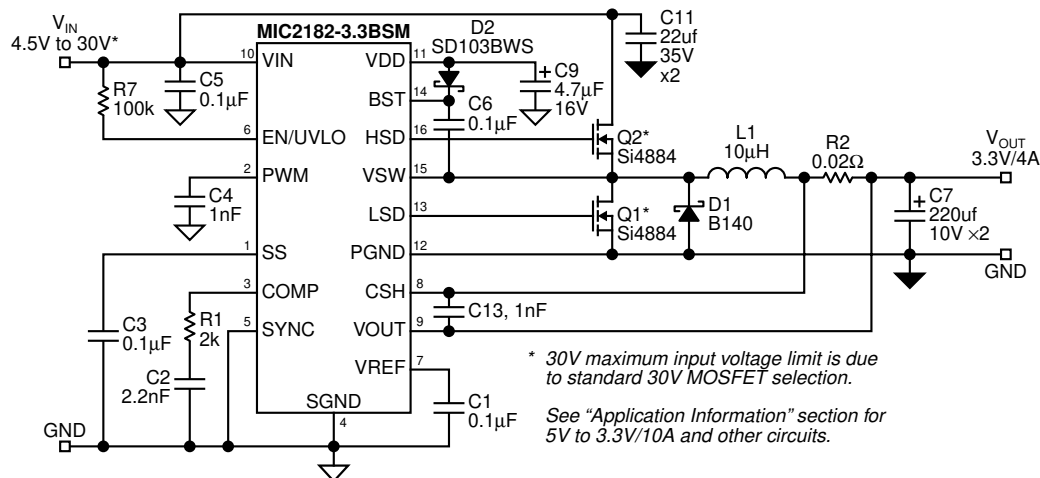 MIC2182-3.3BSM
V_IN
4.5V to 30V*
R7
100k
C5
0.1µF
10 VIN
6 EN/UVLO
2 PWM
1 SS
3 COMP
5 SYNC
SGND
4
VDD 11
BST 14
HSD 16
VSW 15
LSD 13
PGND 12
CSH 8
VOUT 9
VREF 7
D2
SD103BWS
C9
4.7µF
16V
C6
0.1µF
C11
22uf
35V
x2
Q2*
Si4884
Q1*
Si4884
L1
10µH
R2
0.02Ω
V_OUT
3.3V/4A
D1
B140
C7
220uf
10V ×2
GND
C13, 1nF
C4
1nF
C3
0.1µF
R1
2k
C2
2.2nF
C1
0.1µF
GND
* 30V maximum input voltage limit is due
to standard 30V MOSFET selection.
See “Application Information” section for
5V to 3.3V/10A and other circuits.
+
+
+